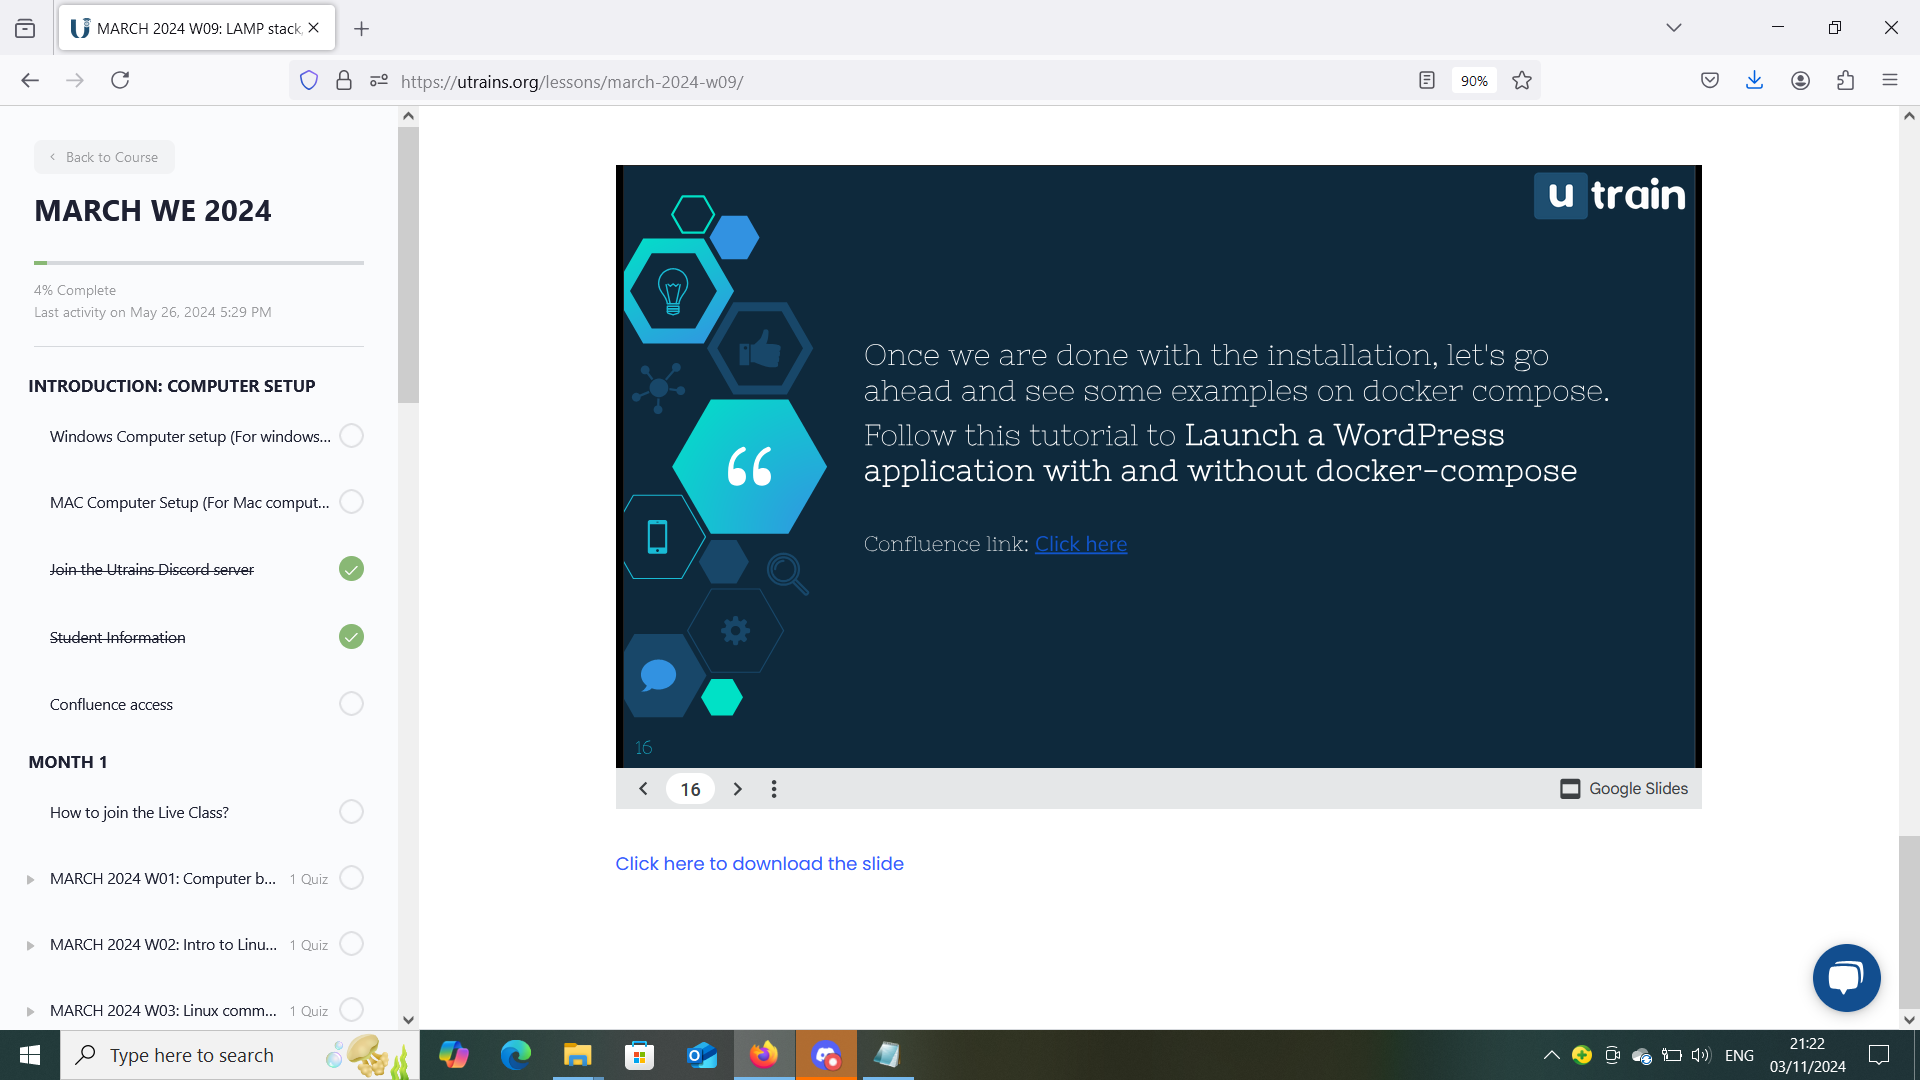 MARCH 2024 W09: LAMP stack,
https://utrains.org/lessons/march-2024-w09/
90%
Back to Course
MARCH WE 2024
4% Complete
Last activity on May 26, 2024 5:29 PM
INTRODUCTION: COMPUTER SETUP
Windows Computer setup (For windows...
MAC Computer Setup (For Mac comput...
Join the Utrains Discord server
Student Information
Confluence access
MONTH 1
How to join the Live Class?
MARCH 2024 W01: Computer b... 1 Quiz
MARCH 2024 W02: Intro to Linu... 1 Quiz
MARCH 2024 W03: Linux comm... 1 Quiz
u train
Once we are done with the installation, let's go
ahead and see some examples on docker compose.
Follow this tutorial to Launch a WordPress
application with and without docker-compose
Confluence link: Click here
16
16
Google Slides
Click here to download the slide
Type here to search
ENG
21:22
03/11/2024